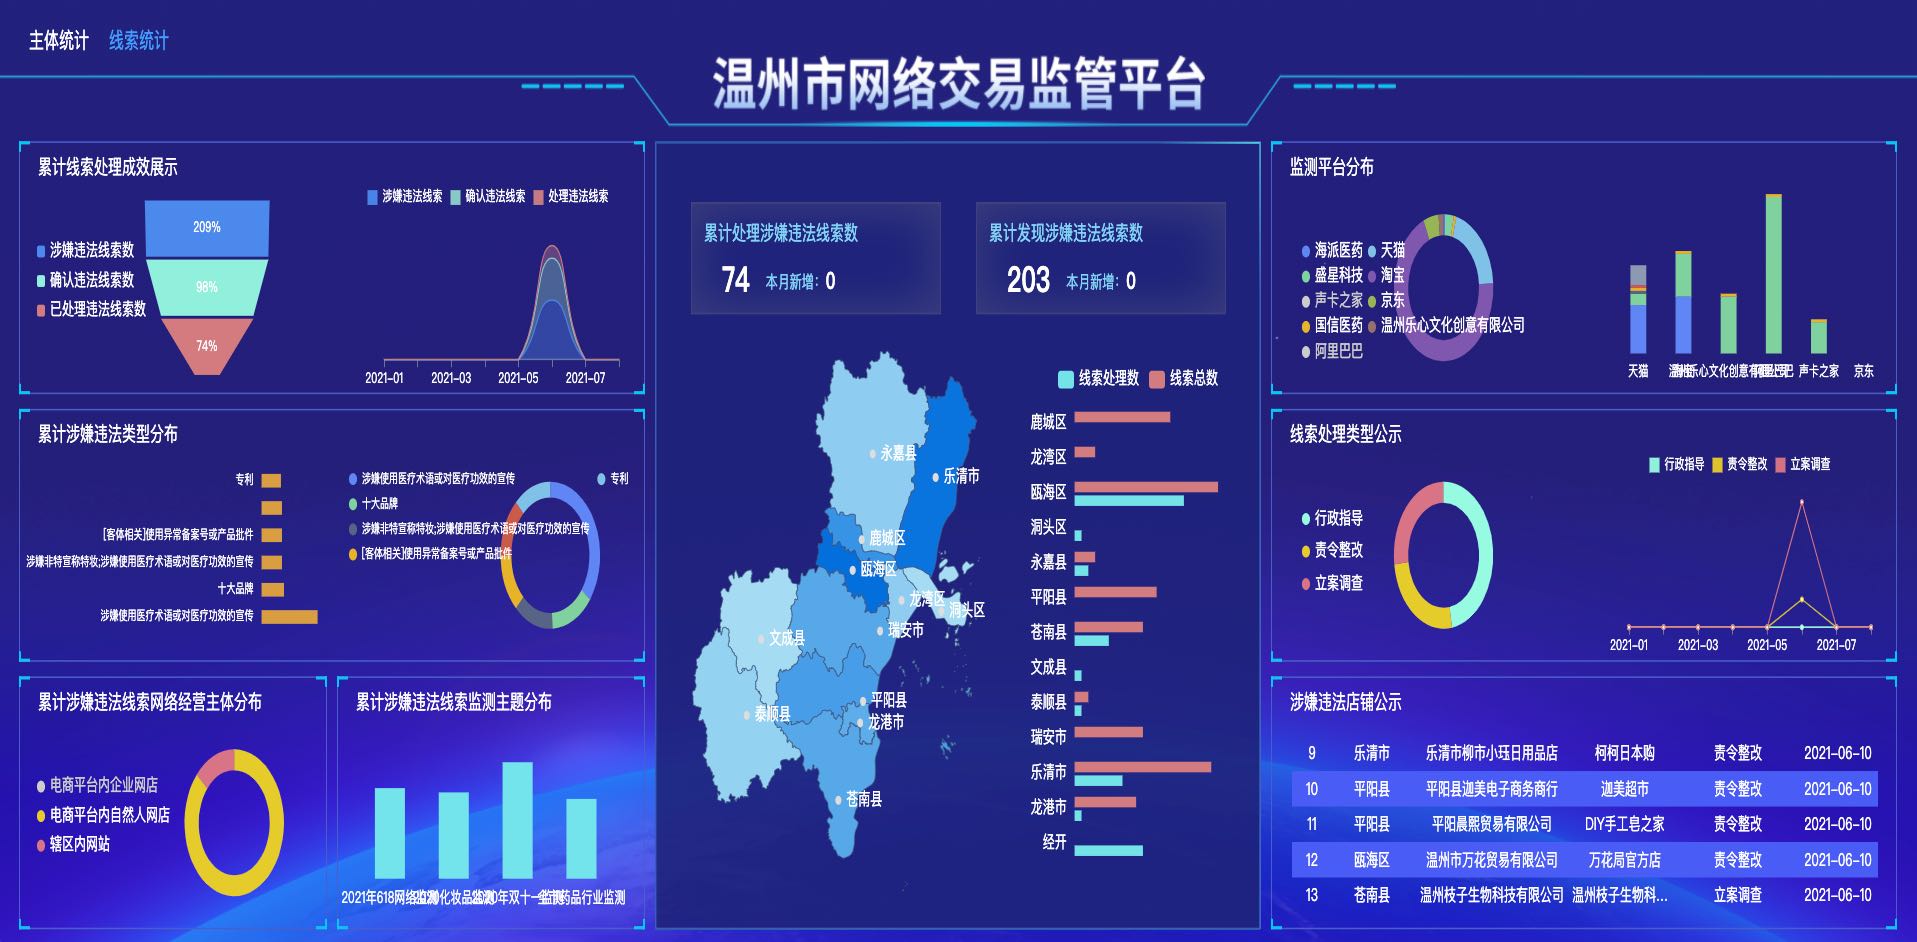 主体统计 线索统计
温州市网络交易监管平台
累计线索处理成效展示
涉嫌违法线索数
确认违法线索数
已处理违法线索数
209%
98%
74%
涉嫌违法线索 确认违法线索 处理违法线索
2021-01 2021-03 2021-05 2021-07
累计涉嫌违法类型分布
专利
[客体相关]使用异常备案号或产品批件
涉嫌非特宣称特妆;涉嫌使用医疗术语或对医疗功效的宣传
十大品牌
涉嫌使用医疗术语或对医疗功效的宣传
涉嫌使用医疗术语或对医疗功效的宣传 专利
十大品牌
涉嫌非特宣称特妆;涉嫌使用医疗术语或对医疗功效的宣传
[客体相关]使用异常备案号或产品批件
累计涉嫌违法线索网络经营主体分布
电商平台内企业网店
电商平台内自然人网店
辖区内网站
累计涉嫌违法线索监测主题分布
2021年618网络监测
化妆品监测
年双十一监测
药品行业监测
累计处理涉嫌违法线索数
74 本月新增: 0
累计发现涉嫌违法线索数
203 本月新增: 0
永嘉县
乐清市
鹿城区
瓯海区
龙湾区
洞头区
瑞安市
文成县
平阳县
泰顺县
龙港市
苍南县
线索处理数 线索总数
鹿城区
龙湾区
瓯海区
洞头区
永嘉县
平阳县
苍南县
文成县
泰顺县
瑞安市
乐清市
龙港市
经开
监测平台分布
海派医药 天猫
盛星科技 淘宝
声卡之家 京东
国信医药 温州乐心文化创意有限公司
阿里巴巴
天猫
声卡之家 京东
线索处理类型公示
行政指导
责令整改
立案调查
行政指导 责令整改 立案调查
2021-01 2021-03 2021-05 2021-07
涉嫌违法店铺公示
9 乐清市 乐清市柳市小珏日用品店 柯柯日本购 责令整改 2021-06-10
10 平阳县 平阳县迦美电子商务商行 迦美超市 责令整改 2021-06-10
11 平阳县 平阳晨熙贸易有限公司 DIY手工皂之家 责令整改 2021-06-10
12 瓯海区 温州市万花贸易有限公司 万花局官方店 责令整改 2021-06-10
13 苍南县 温州枝子生物科技有限公司 温州枝子生物科... 立案调查 2021-06-10